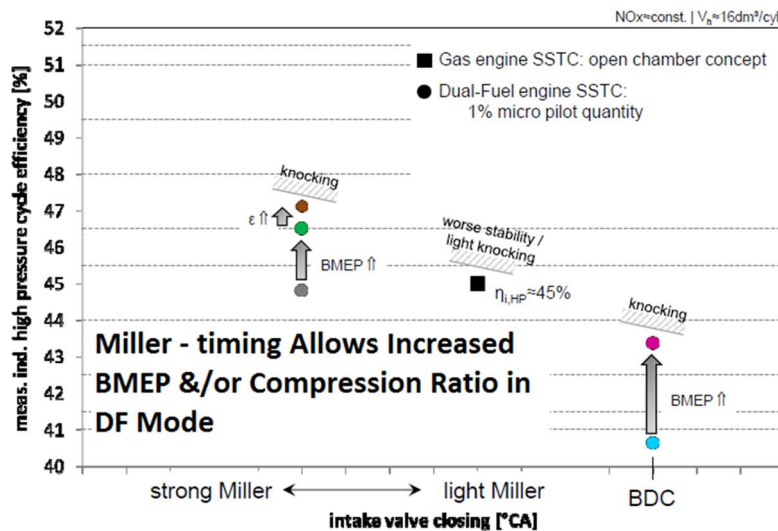 NOx≈const. | Vₕ≈16dm³/cyl
meas. ind. high pressure cycle efficiency [%]
52
51
50
49
48
47
46
45
44
43
42
41
40
Gas engine SSTC: open chamber concept
Dual-Fuel engine SSTC:
1% micro pilot quantity
knocking
ε⇑
BMEP⇑
worse stability /
light knocking
ηi,HP≈45%
knocking
BMEP⇑
Miller - timing Allows Increased
BMEP &/or Compression Ratio in
DF Mode
strong Miller
light Miller
BDC
intake valve closing [°CA]